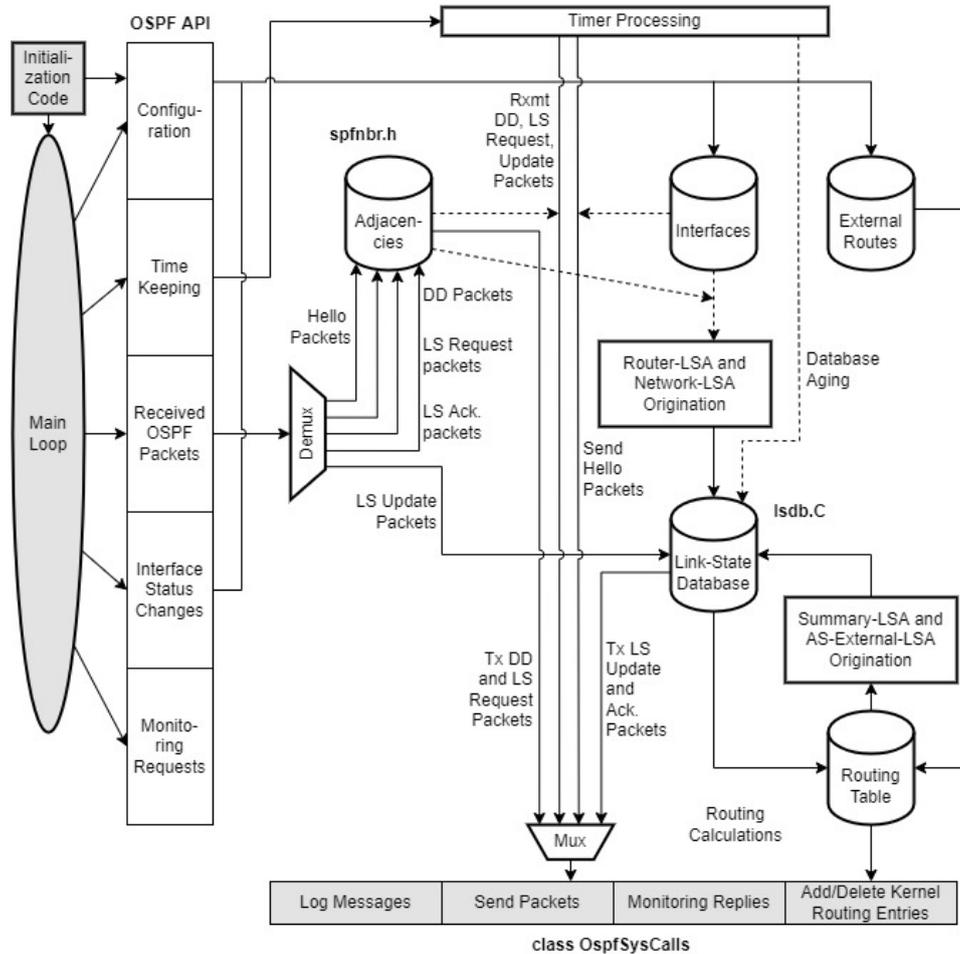 OSPF API
Timer Processing
Initiali-
zation
Code
Configu-
ration
Rxmt
DD, LS
Request,
Update
Packets
spfnbr.h
Adjacen-
cies
Interfaces
External
Routes
Time
Keeping
DD Packets
Hello
Packets
LS Request
packets
Router-LSA and
Network-LSA
Origination
Database
Aging
Main
Loop
Received
OSPF
Packets
Demux
LS Ack.
packets
Send
Hello
Packets
LS Update
Packets
lsdb.C
Link-State
Database
Interface
Status
Changes
Summary-LSA and
AS-External-LSA
Origination
Tx DD
and LS
Request
Packets
Tx LS
Update
and
Ack.
Packets
Monito-
ring
Requests
Routing
Table
Routing
Calculations
Mux
Log Messages
Send Packets
Monitoring Replies
Add/Delete Kernel
Routing Entries
class OspfSysCalls